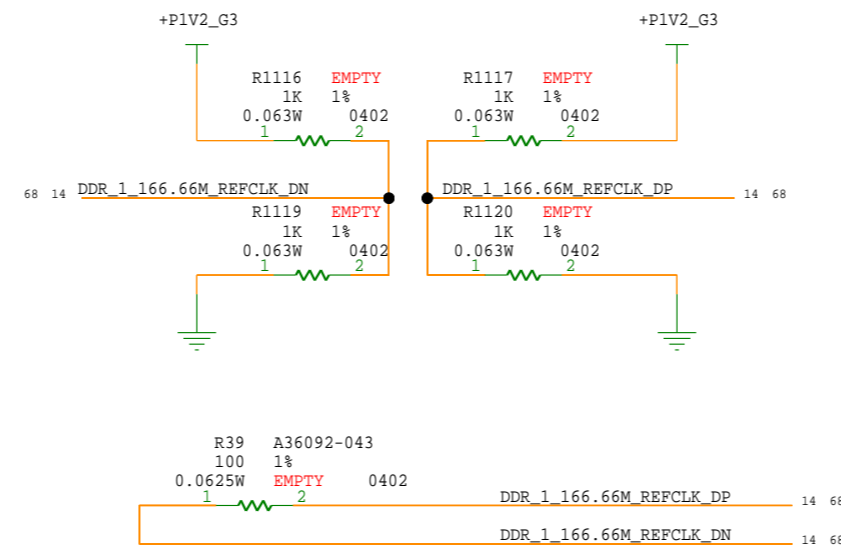 +P1V2_G3 +P1V2_G3
R1116 EMPTY R1117 EMPTY
1K 1% 1K 1%
0.063W 0402 0.063W 0402
1 2 1 2
68 14 DDR_1_166.66M_REFCLK_DN DDR_1_166.66M_REFCLK_DP 14 68
R1119 EMPTY R1120 EMPTY
1K 1% 1K 1%
0.063W 0402 0.063W 0402
1 2 1 2
R39 A36092-043
100 1%
0.0625W EMPTY 0402
1 2 DDR_1_166.66M_REFCLK_DP 14 68
DDR_1_166.66M_REFCLK_DN 14 68